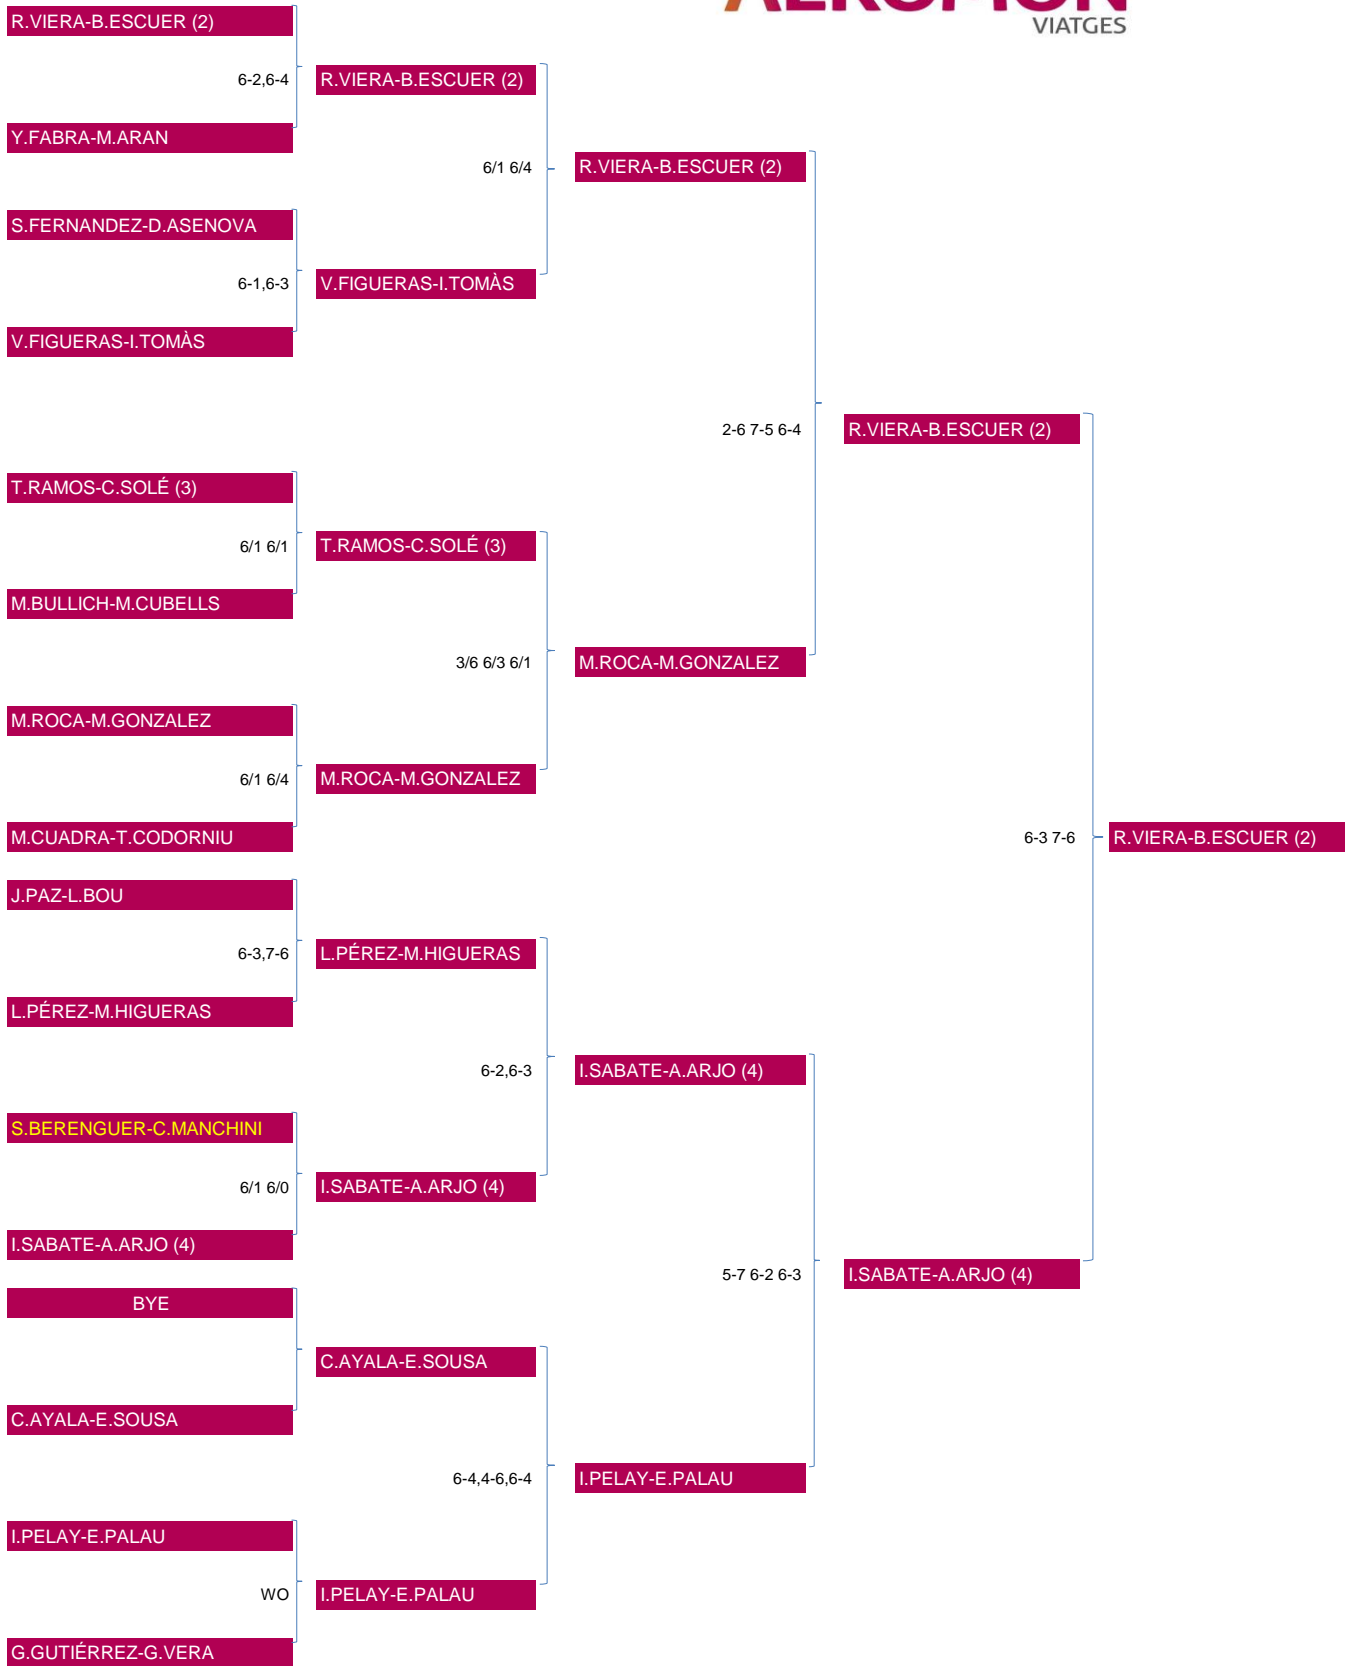 AEROMÓN
VIATGES
R.VIERA-B.ESCUER (2)
6-2,6-4
R.VIERA-B.ESCUER (2)
Y.FABRA-M.ARAN
6/1 6/4
R.VIERA-B.ESCUER (2)
S.FERNANDEZ-D.ASENOVA
6-1,6-3
V.FIGUERAS-I.TOMÀS
V.FIGUERAS-I.TOMÀS
2-6 7-5 6-4
R.VIERA-B.ESCUER (2)
T.RAMOS-C.SOLÉ (3)
6/1 6/1
T.RAMOS-C.SOLÉ (3)
M.BULLICH-M.CUBELLS
3/6 6/3 6/1
M.ROCA-M.GONZALEZ
M.ROCA-M.GONZALEZ
6/1 6/4
M.ROCA-M.GONZALEZ
M.CUADRA-T.CODORNIU
6-3 7-6
R.VIERA-B.ESCUER (2)
J.PAZ-L.BOU
6-3,7-6
L.PÉREZ-M.HIGUERAS
L.PÉREZ-M.HIGUERAS
6-2,6-3
I.SABATE-A.ARJO (4)
S.BERENGUER-C.MANCHINI
6/1 6/0
I.SABATE-A.ARJO (4)
I.SABATE-A.ARJO (4)
5-7 6-2 6-3
I.SABATE-A.ARJO (4)
BYE
C.AYALA-E.SOUSA
C.AYALA-E.SOUSA
6-4,4-6,6-4
I.PELAY-E.PALAU
I.PELAY-E.PALAU
WO
I.PELAY-E.PALAU
G.GUTIÉRREZ-G.VERA